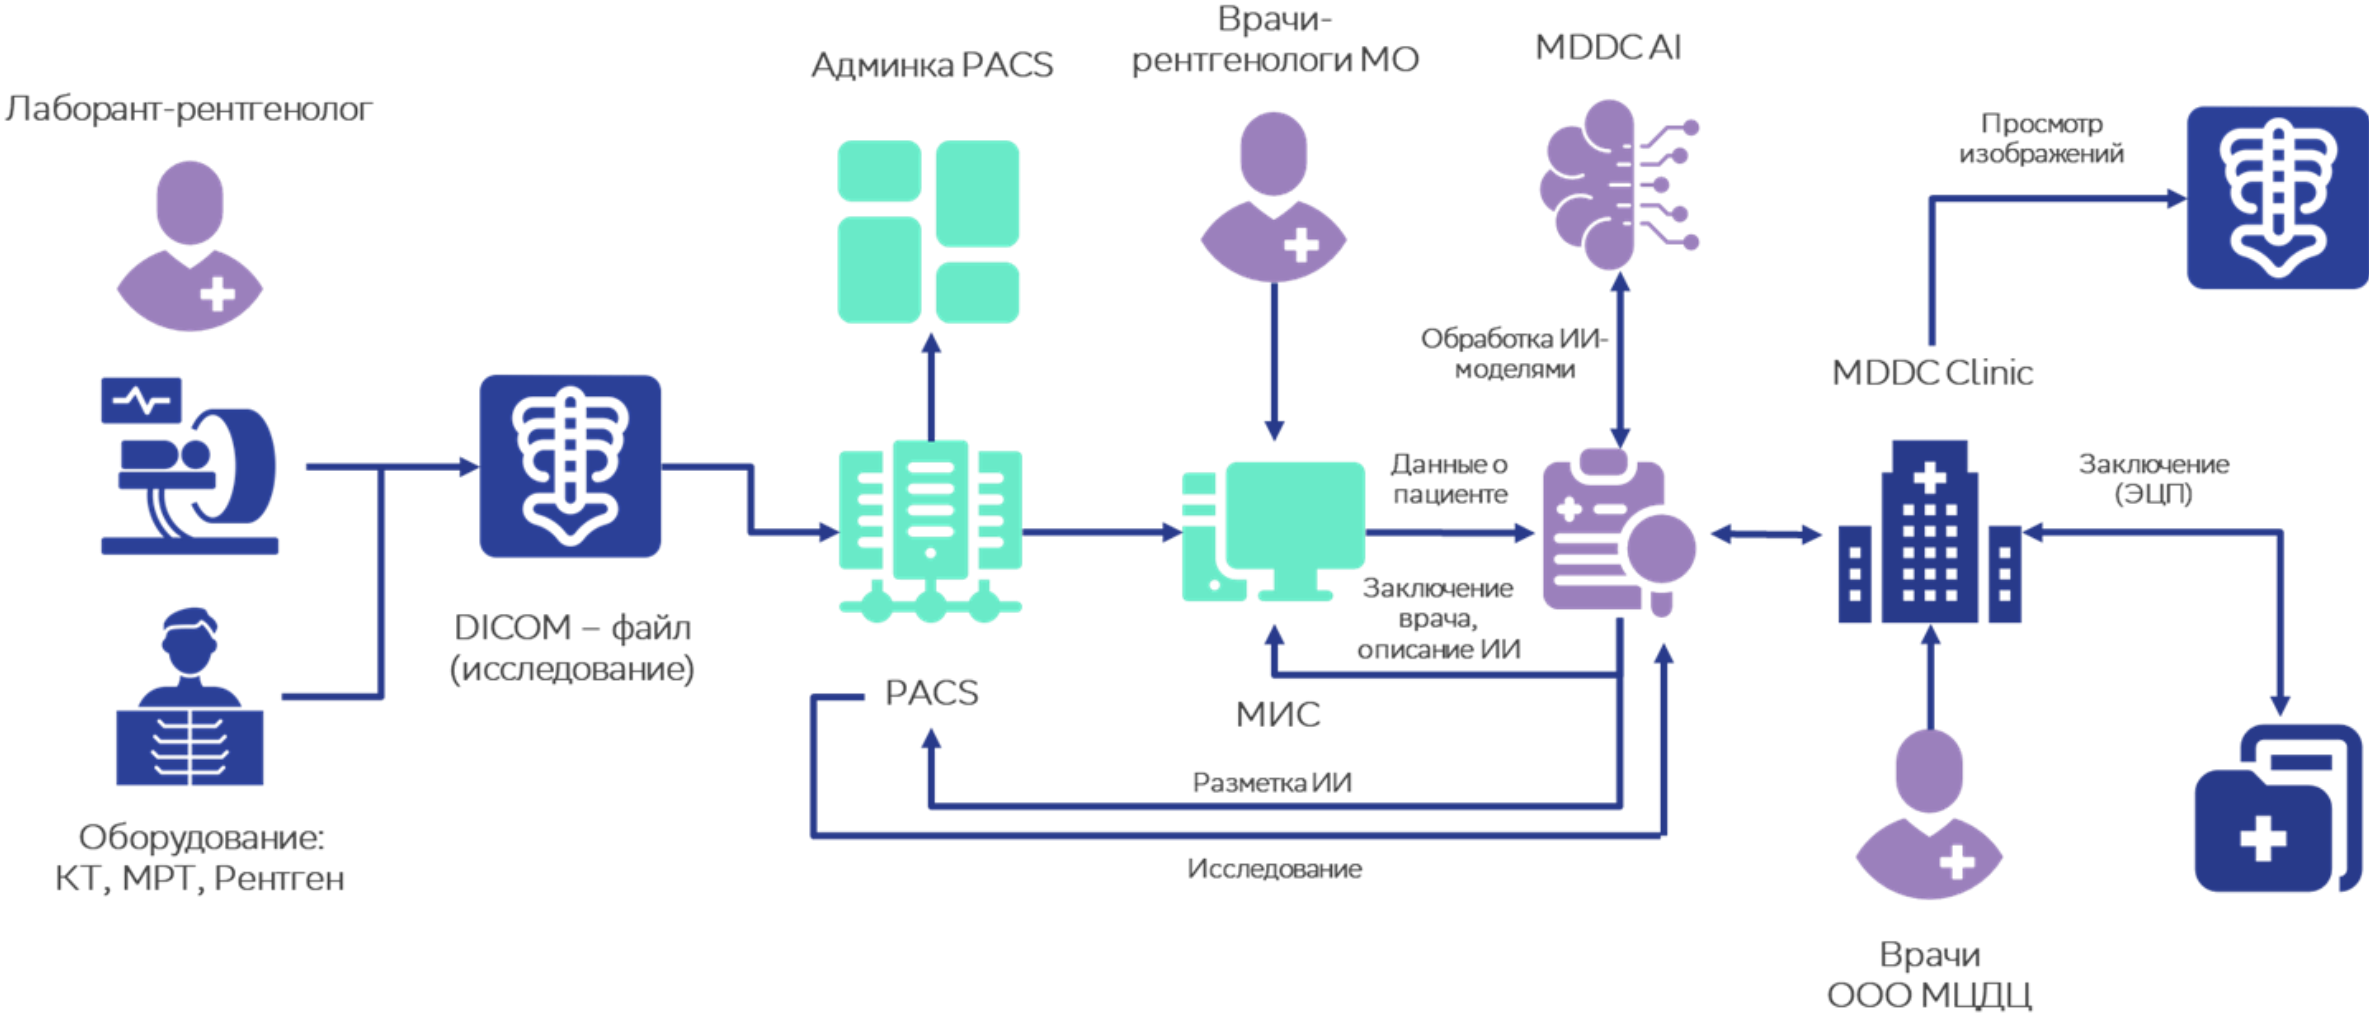 Лаборант-рентгенолог
Оборудование:
КТ, МРТ, Рентген
DICOM – файл
(исследование)
Админка PACS
PACS
Врачи-
рентгенологи МО
МИС
Разметка ИИ
Исследование
MDDC AI
Обработка ИИ-
моделями
Данные о
пациенте
Заключение
врача,
описание ИИ
Просмотр
изображений
MDDC Clinic
Заключение
(ЭЦП)
Врачи
ООО МЦДЦ